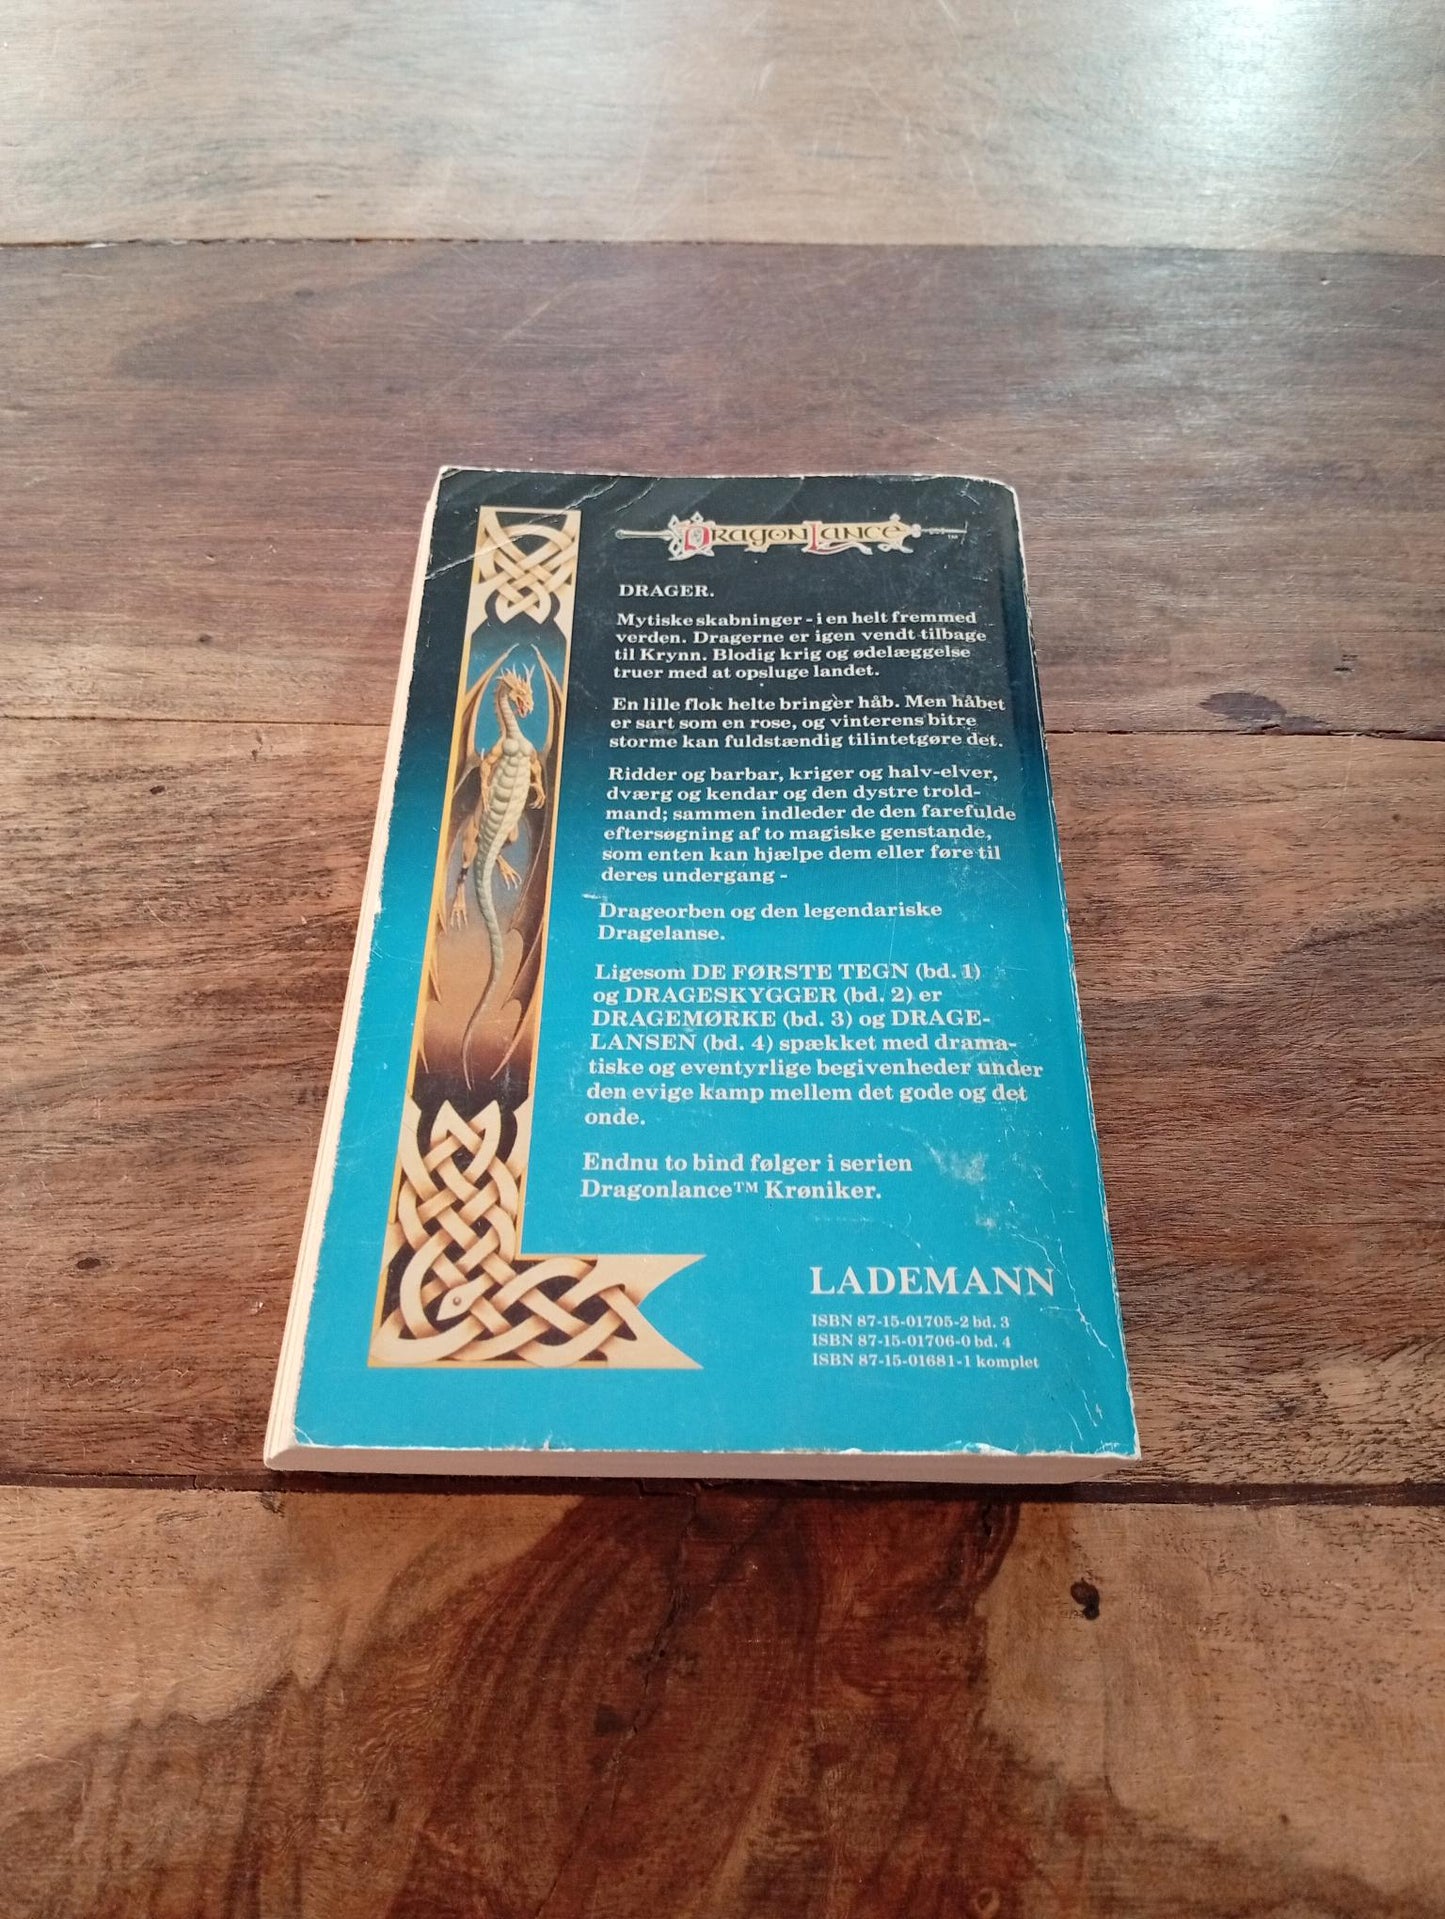 DRAGONLANCE™
DRAGER.
Mytiske skabninger - i en helt fremmed
verden. Dragerne er igen vendt tilbage
til Krynn. Blodig krig og ødelæggelse
truer med at opsluge landet.
En lille flok helte bringer håb. Men håbet
er sart som en rose, og vinterens bitre
storme kan fuldstændig tilintetgøre det.
Ridder og barbar, kriger og halv-elver,
dværg og kendar og den dystre trold-
mand; sammen indleder de den farefulde
eftersøgning af to magiske genstande,
som enten kan hjælpe dem eller føre til
deres undergang -
Drageorben og den legendariske
Dragelanse.
Ligesom DE FØRSTE TEGN (bd. 1)
og DRAGESKYGGER (bd. 2) er
DRAGEMØRKE (bd. 3) og DRAGE-
LANSEN (bd. 4) spækket med drama-
tiske og eventyrlige begivenheder under
den evige kamp mellem det gode og det
onde.
Endnu to bind følger i serien
Dragonlance™ Krøniker.
LADEMANN
ISBN 87-15-01705-2 bd. 3
ISBN 87-15-01706-0 bd. 4
ISBN 87-15-01681-1 komplet